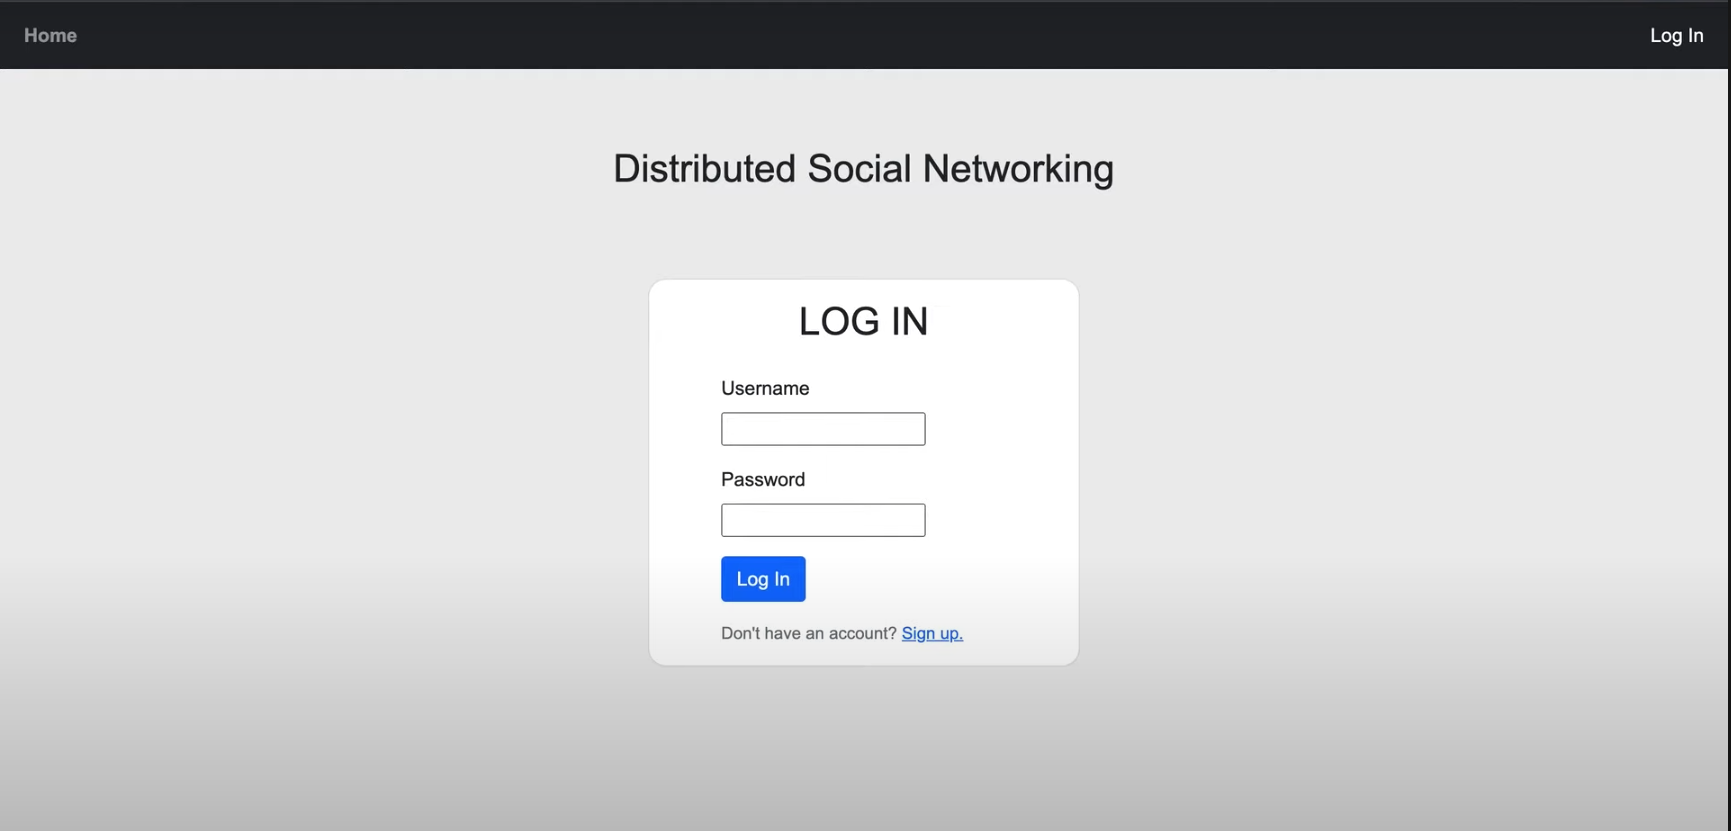 Home
Log In
Distributed Social Networking
LOG IN
Username
Password
Log In
Don't have an account? Sign up.